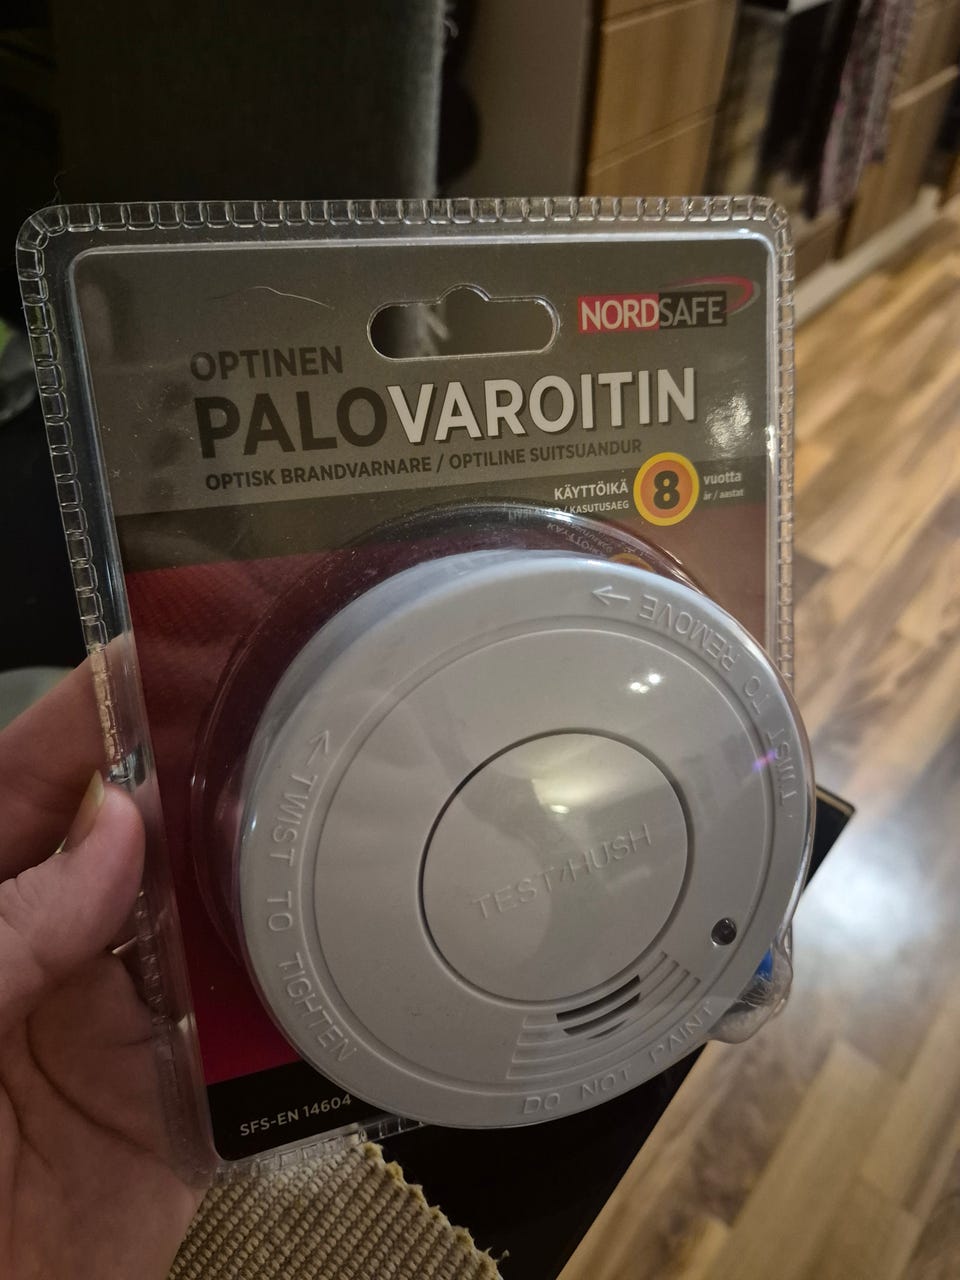 NORDSAFE
OPTINEN
PALOVAROITIN
OPTISK BRANDVARNARE / OPTILINE SUITSUANDUR
KÄYTTÖIKÄ 8 vuotta
/ KASUTUSAEG år / aastat
TWIST TO REMOVE
TWIST TO TIGHTEN
TEST/HUSH
DO NOT PAINT
SFS-EN 14604